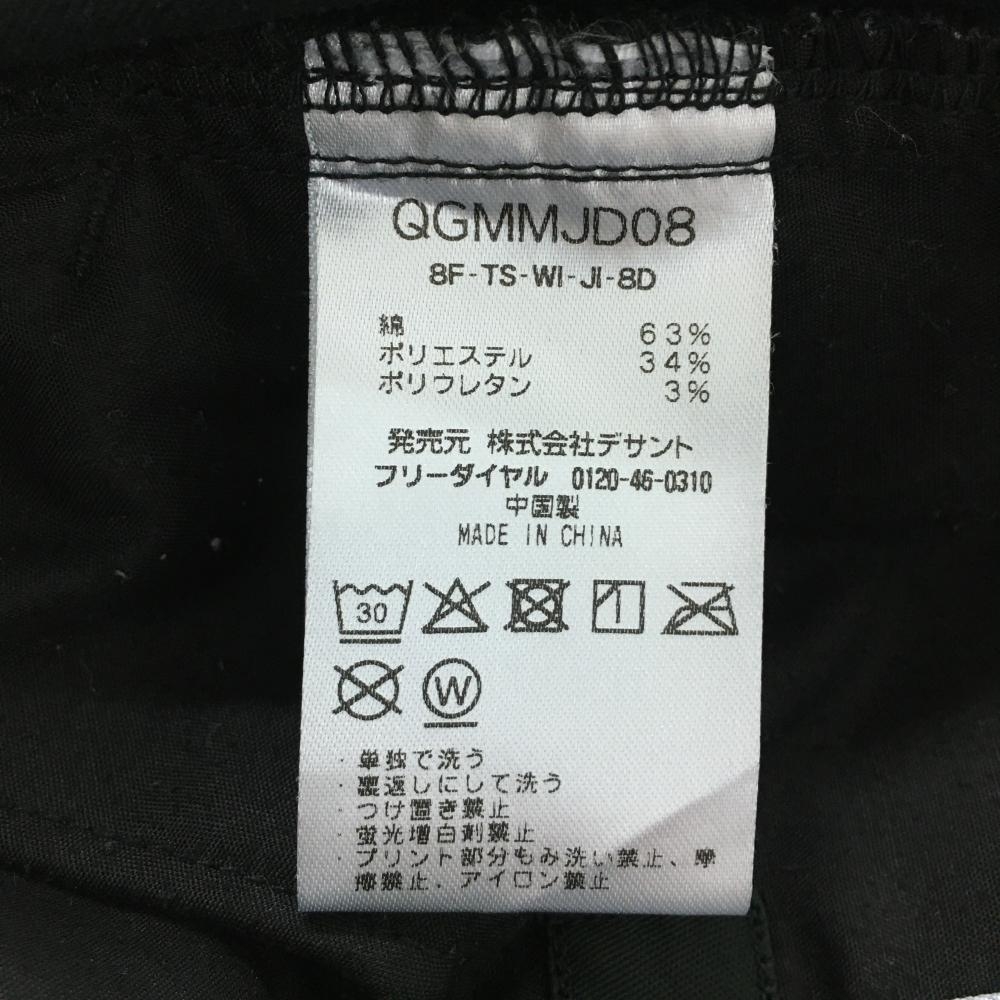 QGMMJD08
8F-TS-WI-JI-8D
綿 63%
ポリエステル 34%
ポリウレタン 3%
発売元 株式会社デサント
フリーダイヤル 0120-46-0310
中国製
MADE IN CHINA
30
W
・単独で洗う
・裏返しにして洗う
・つけ置き禁止
・蛍光増白剤禁止
・プリント部分もみ洗い禁止、摩
擦禁止、アイロン禁止